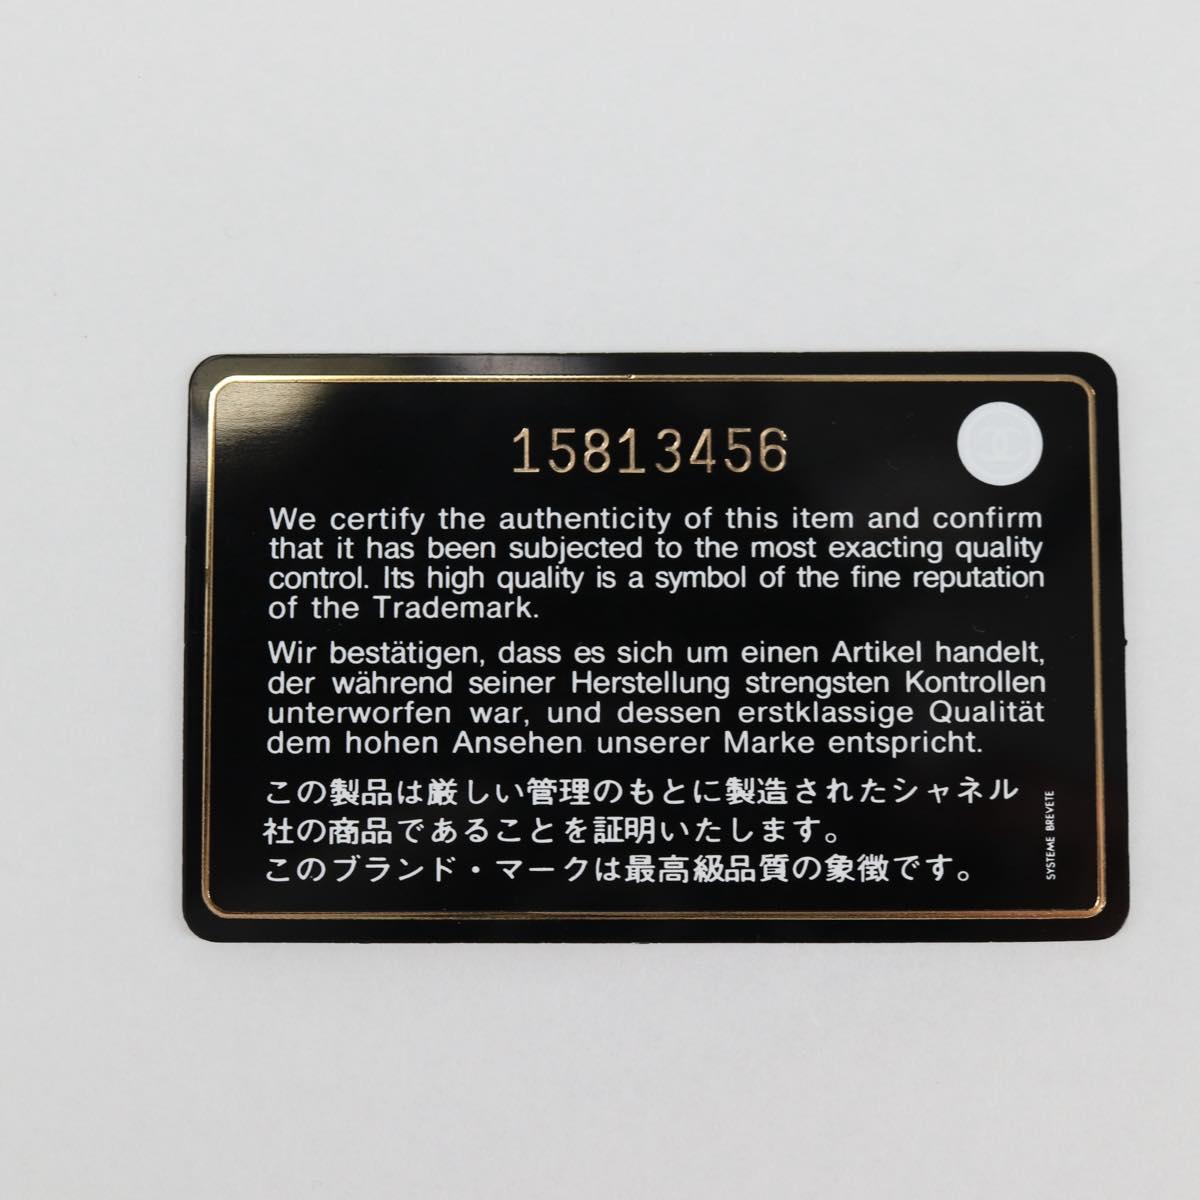 15813456
We certify the authenticity of this item and confirm
that it has been subjected to the most exacting quality
control. Its high quality is a symbol of the fine reputation
of the Trademark.
Wir bestätigen, dass es sich um einen Artikel handelt,
der während seiner Herstellung strengsten Kontrollen
unterworfen war, und dessen erstklassige Qualität
dem hohen Ansehen unserer Marke entspricht.
この製品は厳しい管理のもとに製造されたシャネル
社の商品であることを証明いたします。
このブランド・マークは最高級品質の象徴です。
SYSTEME BREVETE